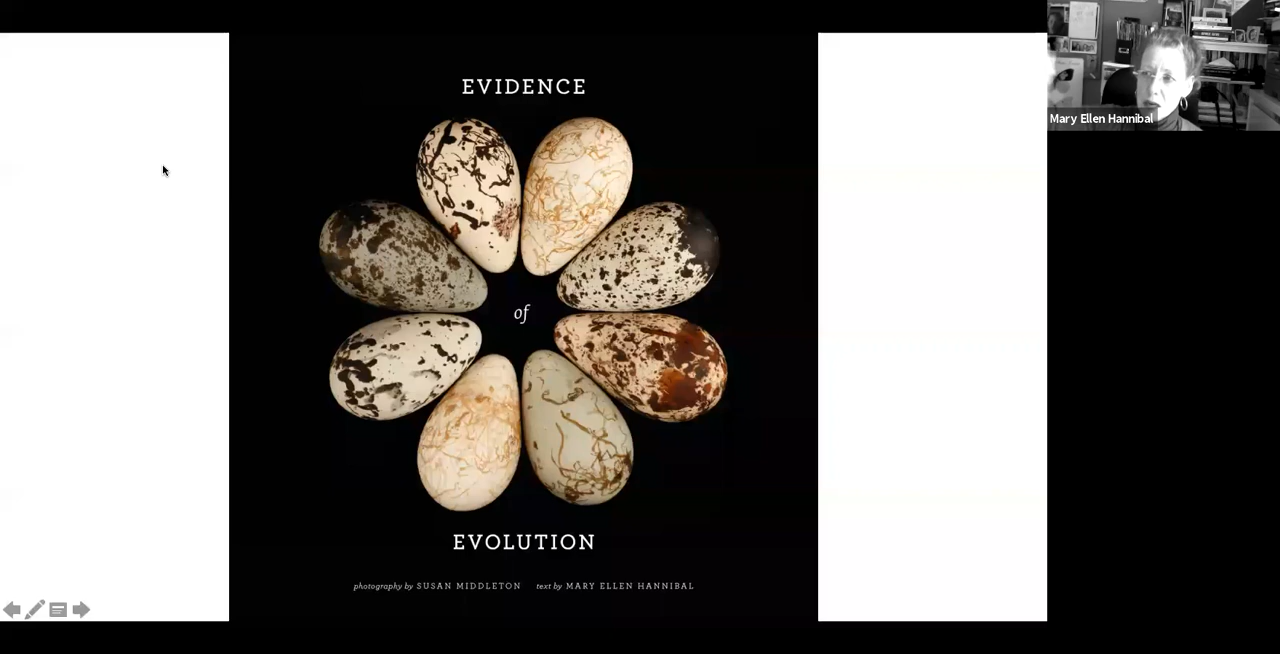 EVIDENCE
of
EVOLUTION
photography by SUSAN MIDDLETON text by MARY ELLEN HANNIBAL
Mary Ellen Hannibal